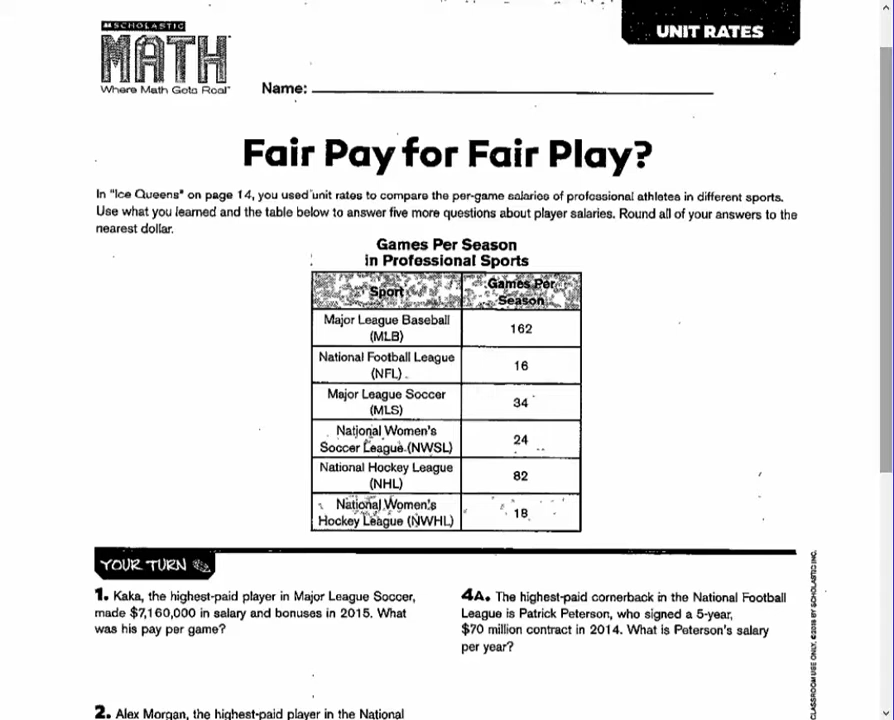 SCHOLASTIC
MATH
Where Math Gets Real
UNIT RATES
Name:
Fair Pay for Fair Play?
In "Ice Queens" on page 14, you used unit rates to compare the per-game salaries of professional athletes in different sports.
Use what you learned and the table below to answer five more questions about player salaries. Round all of your answers to the
nearest dollar.
Games Per Season
in Professional Sports
Sport
Games Per
Season
Major League Baseball
(MLB)
162
National Football League
(NFL)
16
Major League Soccer
(MLS)
34
National Women's
Soccer League (NWSL)
24
National Hockey League
(NHL)
82
National Women's
Hockey League (NWHL)
18
YOUR TURN
1. Kaka, the highest-paid player in Major League Soccer,
made $7,160,000 in salary and bonuses in 2015. What
was his pay per game?
2. Alex Morgan, the highest-paid player in the National
4A. The highest-paid cornerback in the National Football
League is Patrick Peterson, who signed a 5-year,
$70 million contract in 2014. What is Peterson's salary
per year?
CLASSROOM USE ONLY. ©2016 BY SCHOLASTIC INC.